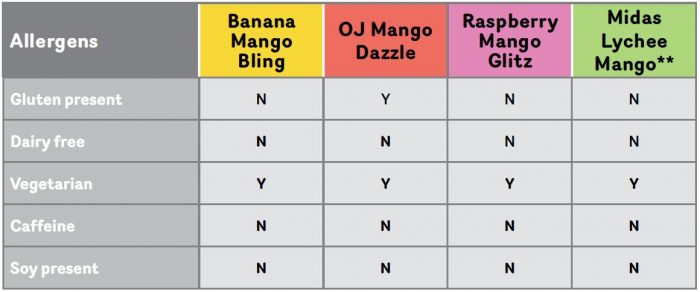 Allergens
Banana Mango Bling
OJ Mango Dazzle
Raspberry Mango Glitz
Midas Lychee Mango**
Gluten present N Y N N
Dairy free N N N N
Vegetarian Y Y Y Y
Caffeine N N N N
Soy present N N N N